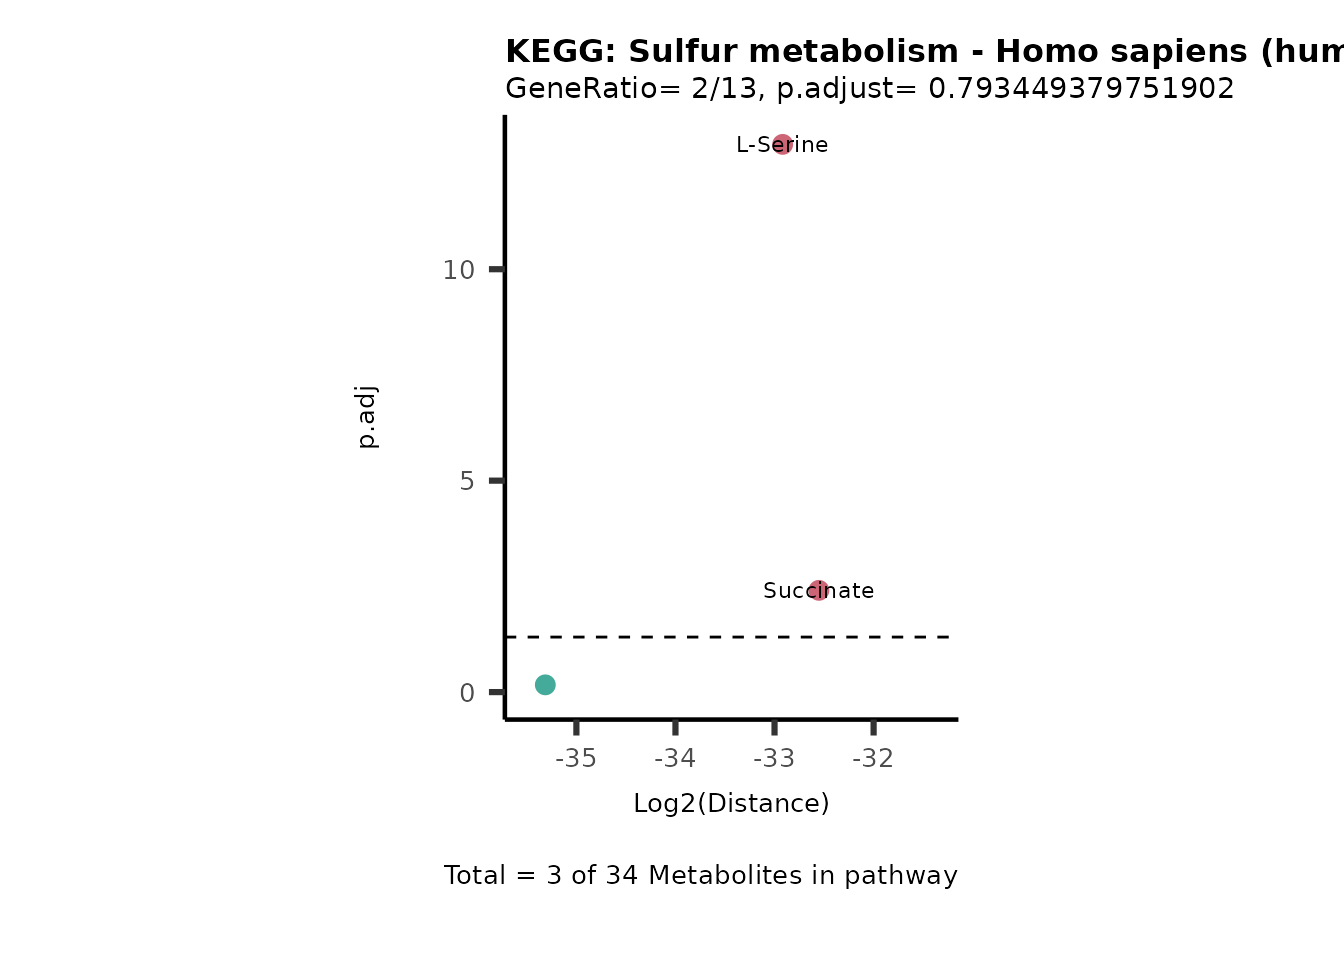 KEGG: Sulfur metabolism - Homo sapiens (hum
GeneRatio= 2/13, p.adjust= 0.793449379751902
L-Serine
10
p.adj
5
Succinate
0
-35 -34 -33 -32
Log2(Distance)
Total = 3 of 34 Metabolites in pathway